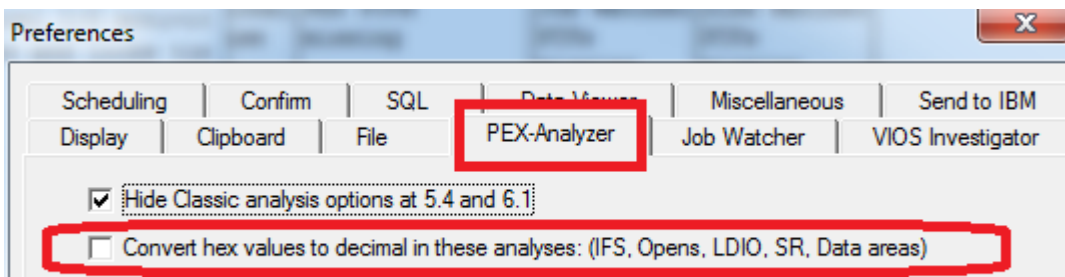 Preferences
Scheduling Confirm SQL Data Viewer Miscellaneous Send to IBM
Display Clipboard File PEX-Analyzer Job Watcher VIOS Investigator
Hide Classic analysis options at 5.4 and 6.1
Convert hex values to decimal in these analyses: (IFS, Opens, LDIO, SR, Data areas)